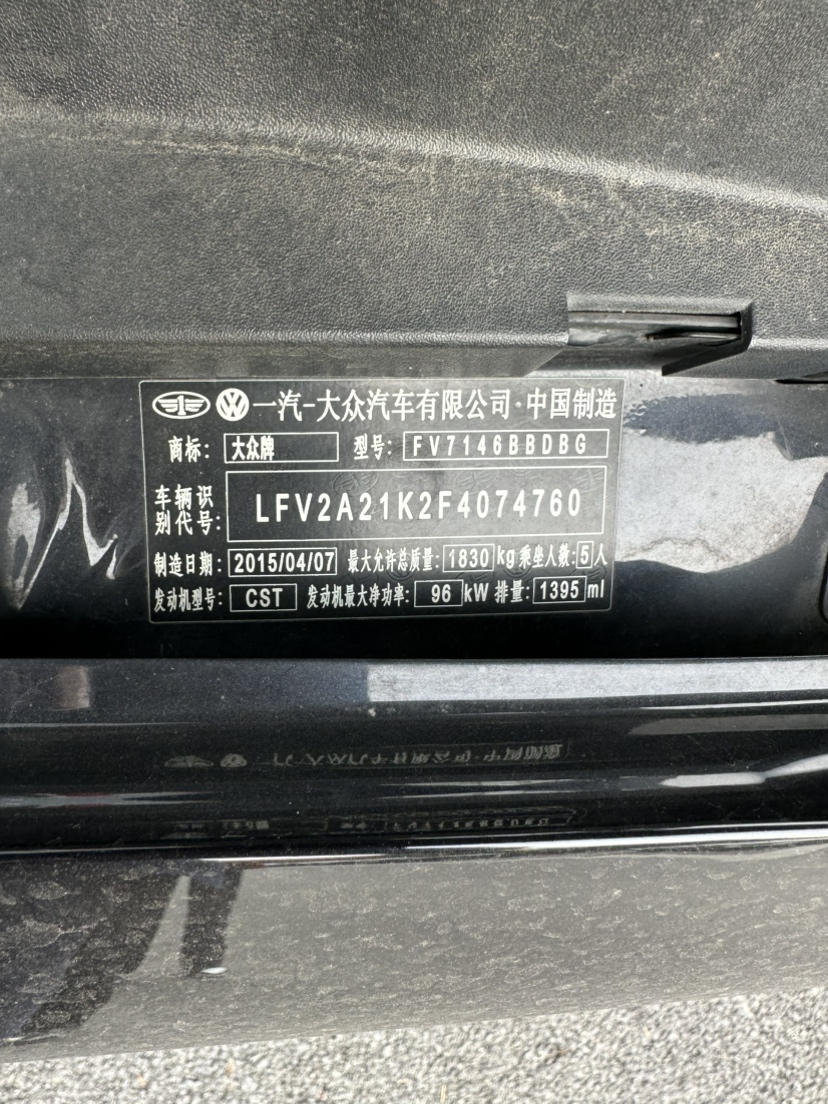 一汽-大众汽车有限公司·中国制造
商标: 大众牌 型号: FV7146BBDBG
车辆识别代号: LFV2A21K2F4074760
制造日期: 2015/04/07 最大允许总质量: 1830 kg 乘坐人数: 5 人
发动机型号: CST 发动机最大净功率: 96 kW 排量: 1395 ml